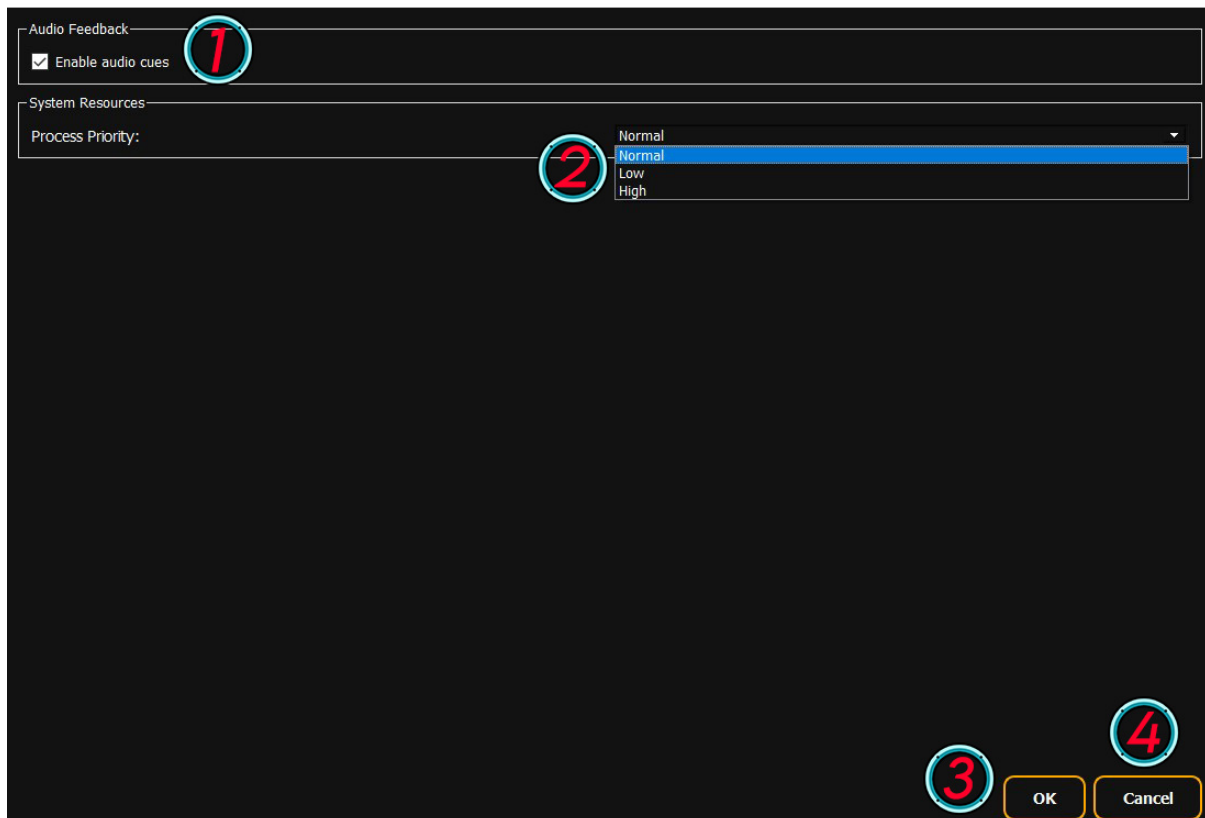 Audio Feedback
1
Enable audio cues
System Resources
Process Priority:
Normal
2
Normal
Low
High
4
3
OK
Cancel